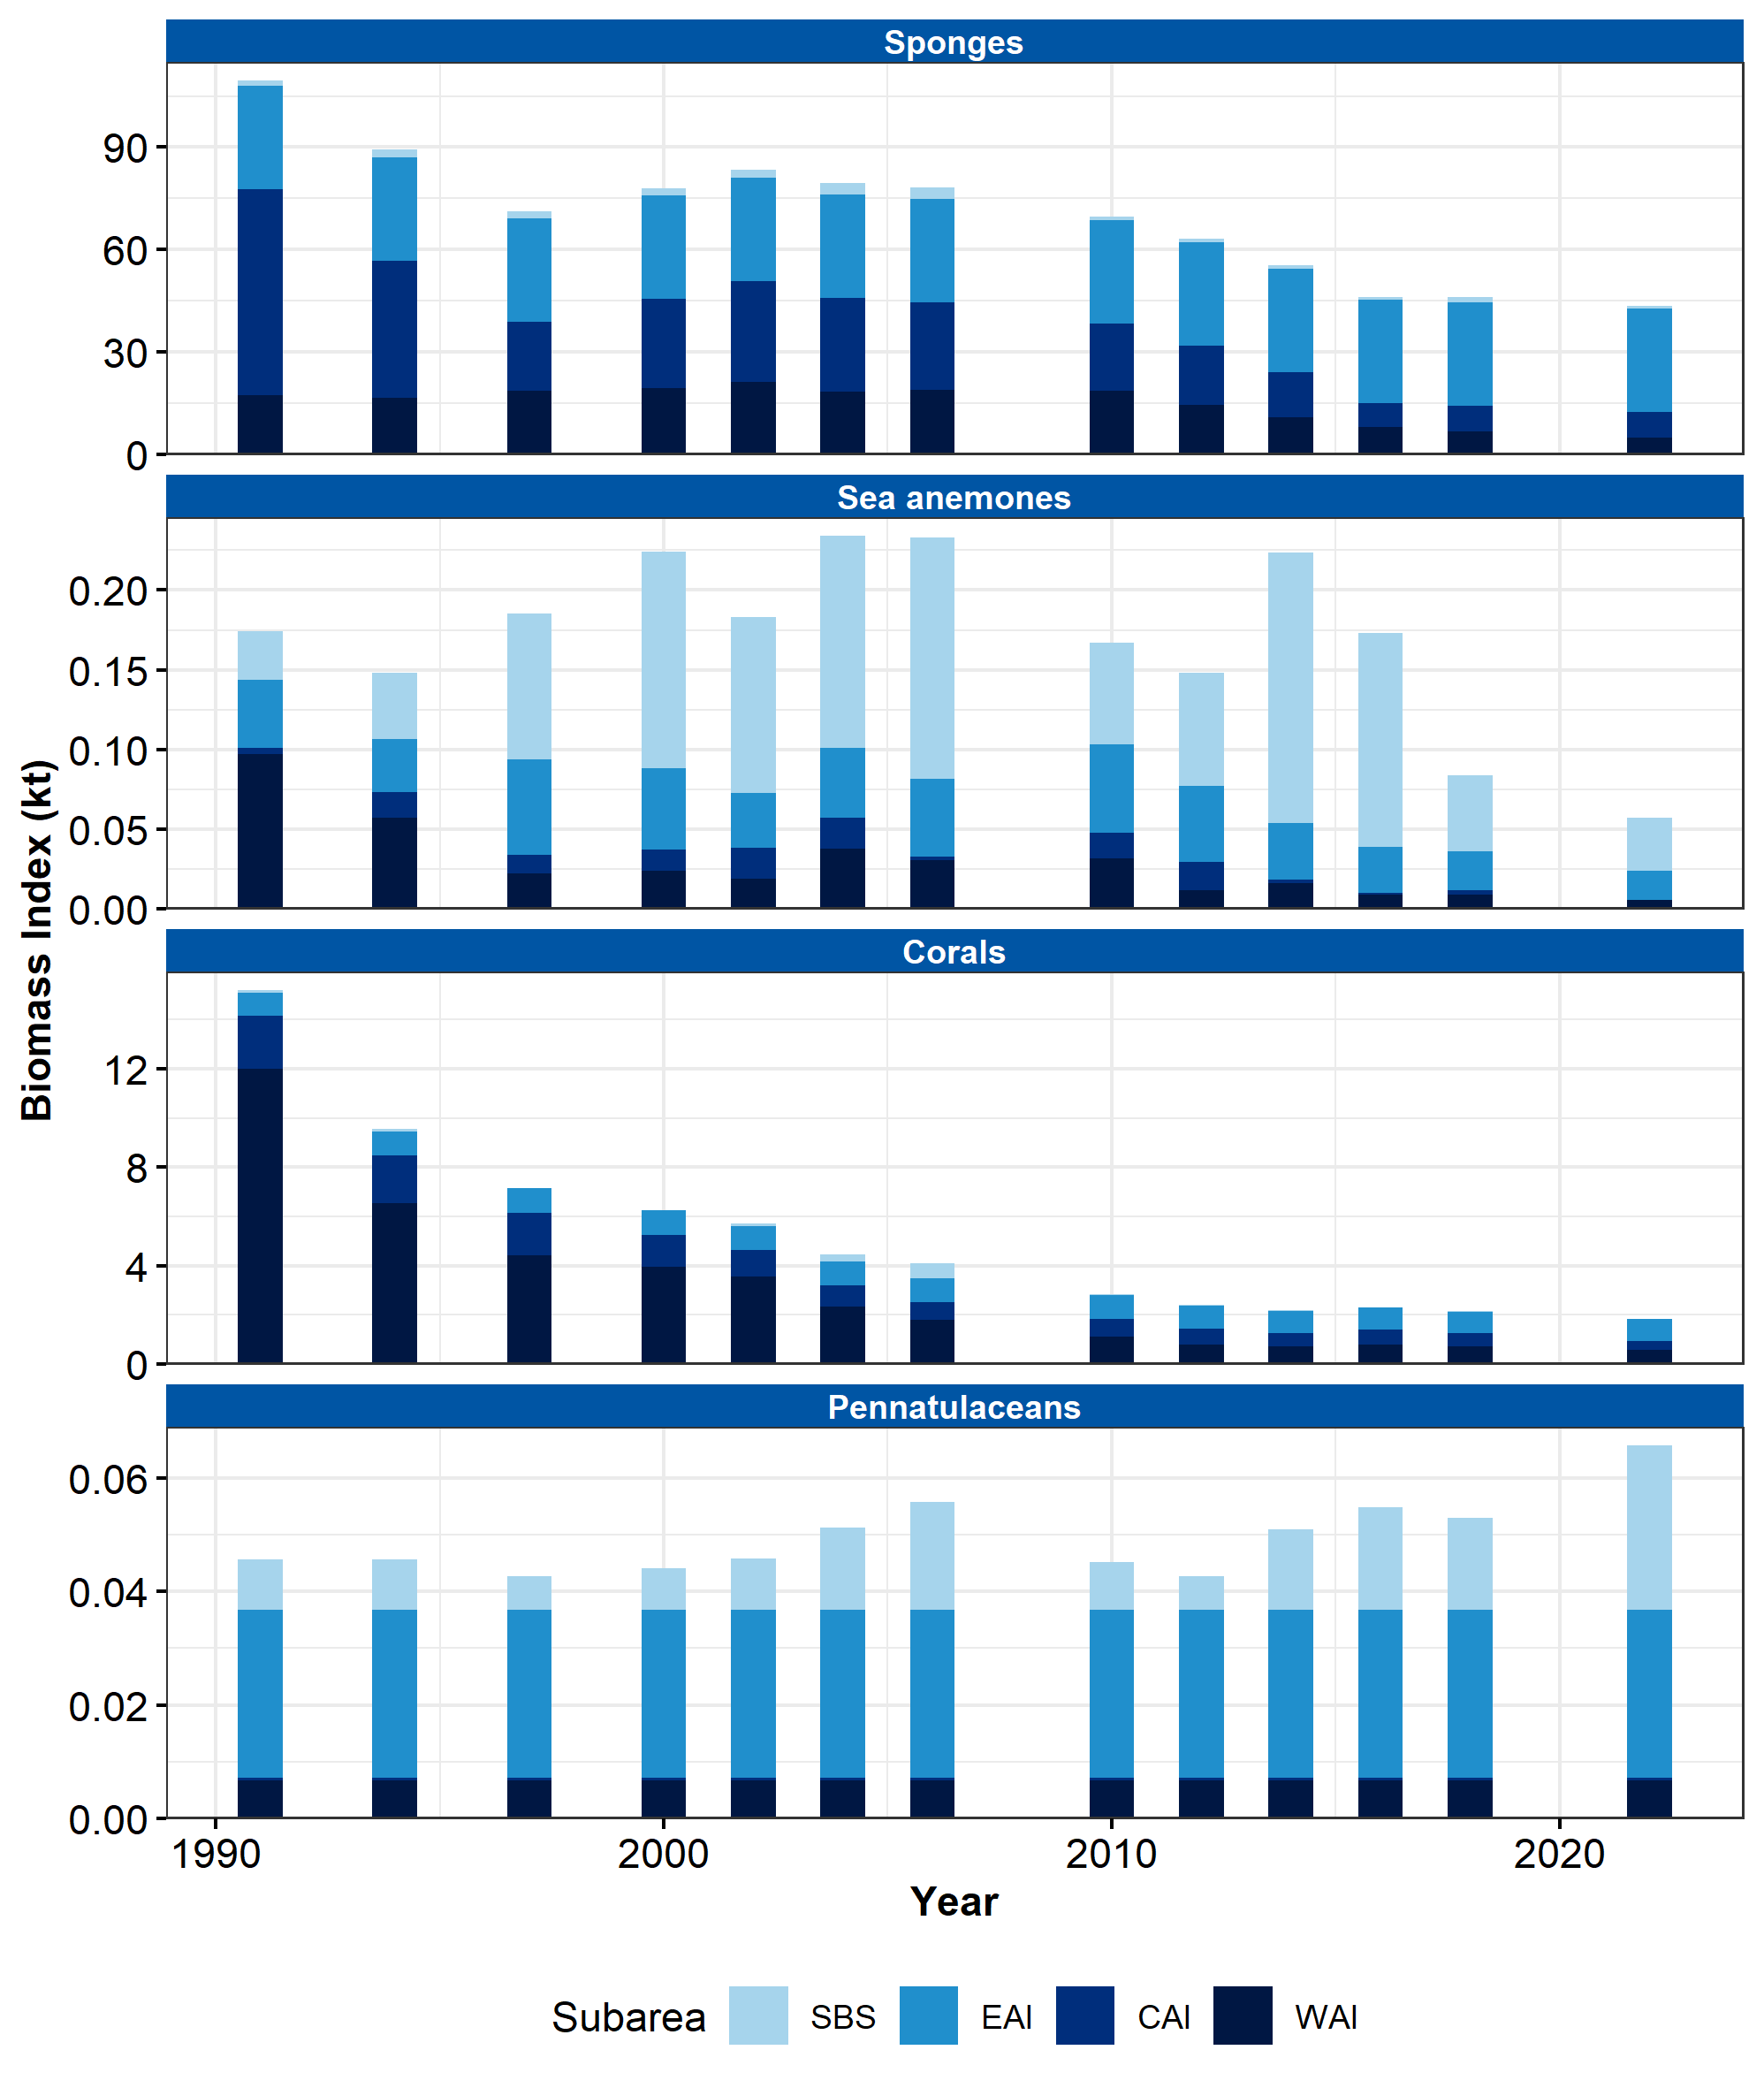 Sponges
90
60
30
0
Sea anemones
0.20
0.15
0.10
0.05
0.00
Corals
12
8
4
0
Pennatulaceans
0.06
0.04
0.02
0.00
Biomass Index (kt)
1990 2000 2010 2020
Year
Subarea SBS EAI CAI WAI